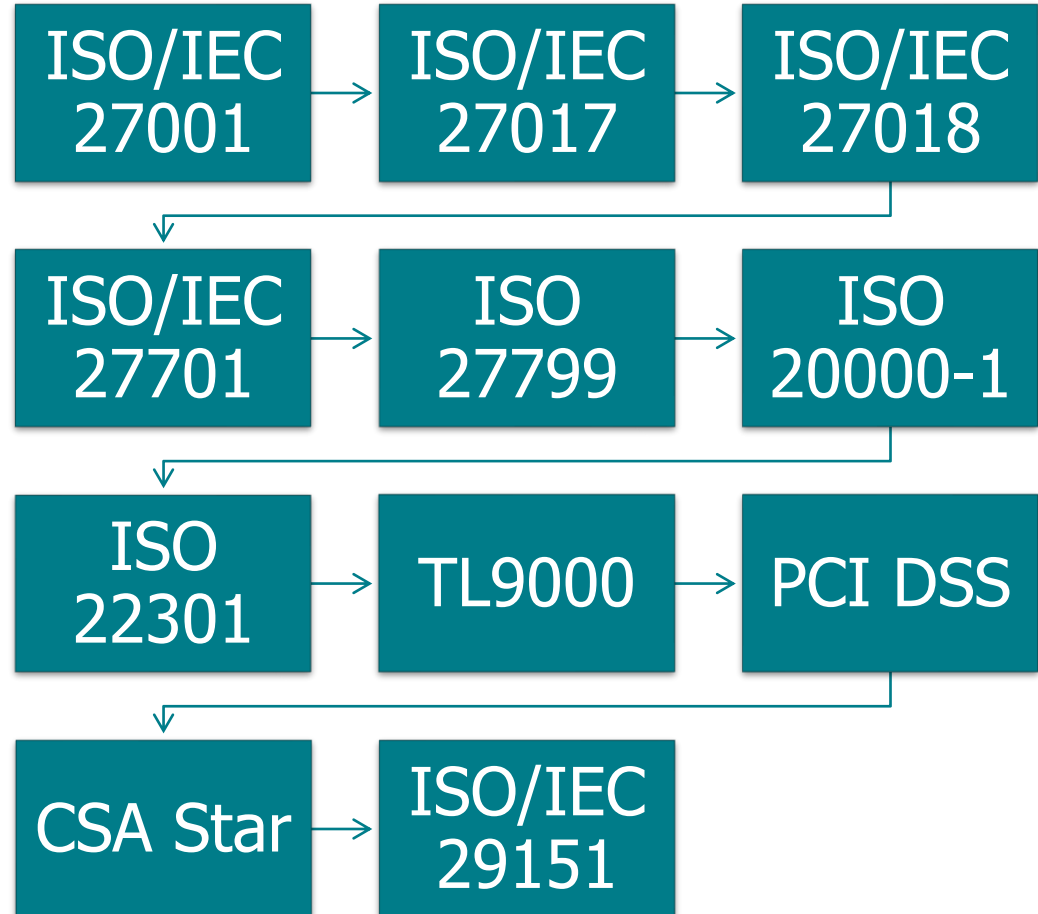 ISO/IEC
27001
ISO/IEC
27017
ISO/IEC
27018
ISO/IEC
27701
ISO
27799
ISO
20000-1
ISO
22301
TL9000
PCI DSS
CSA Star
ISO/IEC
29151